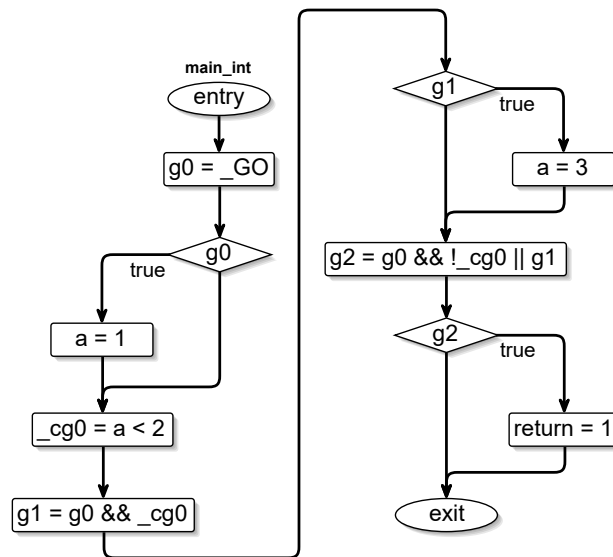 main_int
entry
g0 = _GO
g0
true
a = 1
_cg0 = a < 2
g1 = g0 && _cg0
g1
true
a = 3
g2 = g0 && !_cg0 || g1
g2
true
return = 1
exit